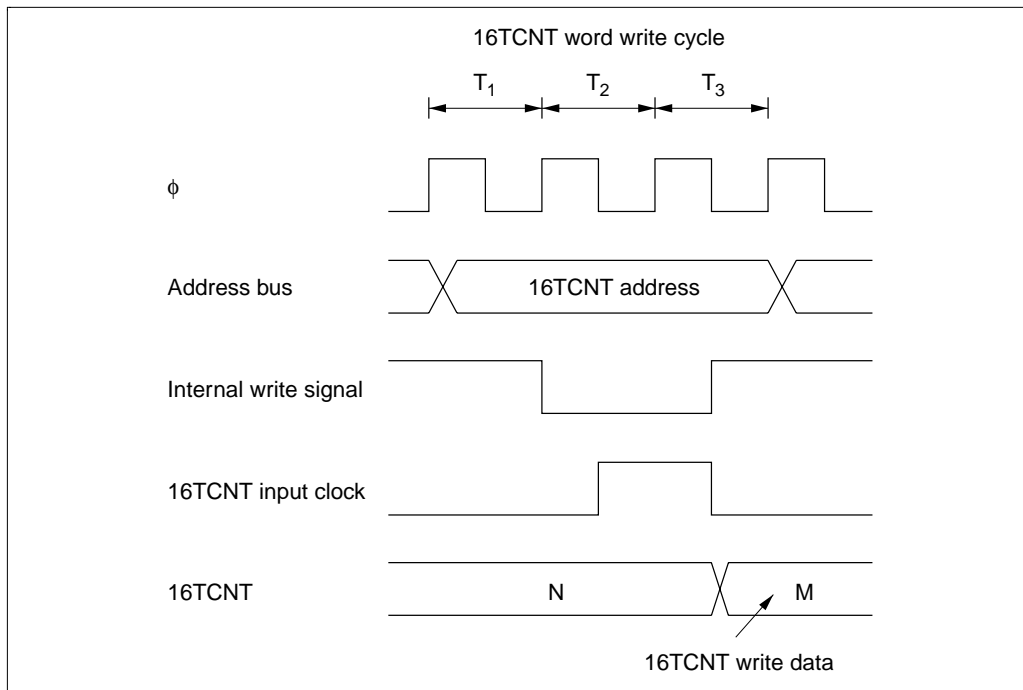 16TCNT word write cycle
T1 T2 T3
φ
Address bus
16TCNT address
Internal write signal
16TCNT input clock
16TCNT
N
M
16TCNT write data